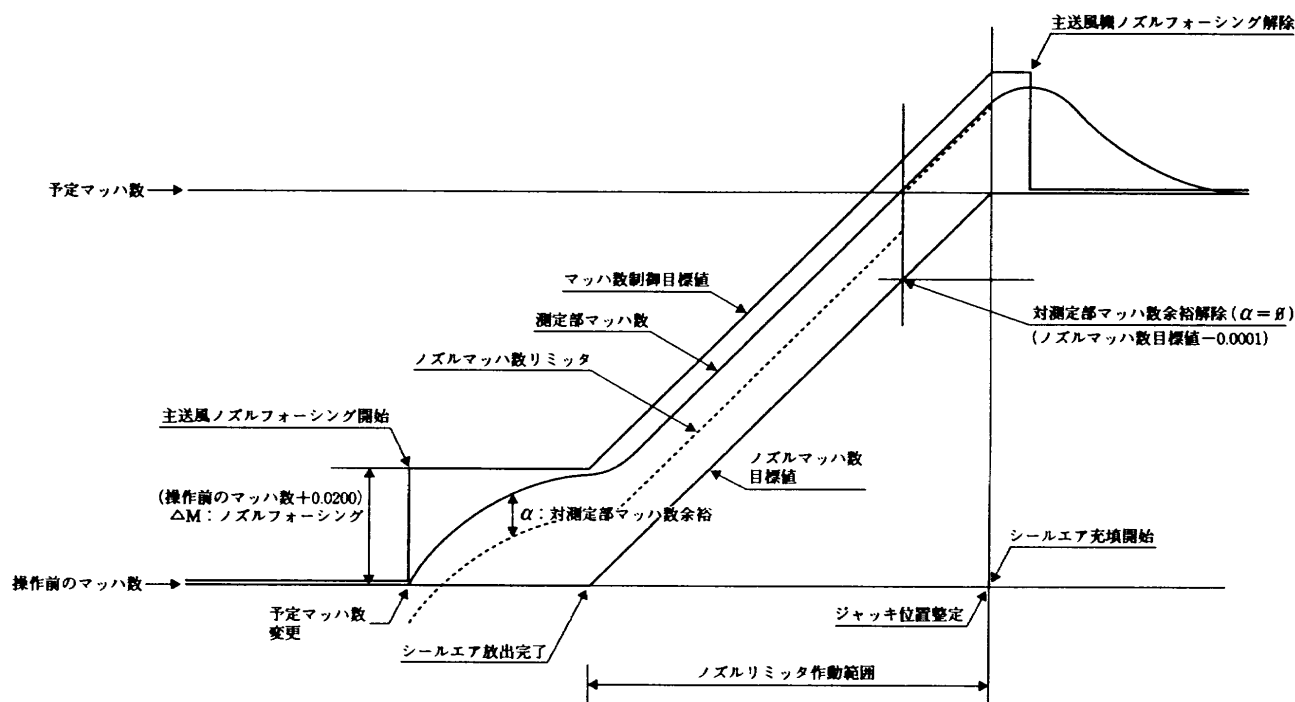 主送風機ノズルフォーシング解除
予定マッハ数
マッハ数制御目標値
測定部マッハ数
ノズルマッハ数リミッタ
対測定部マッハ数余裕解除(α=0)
(ノズルマッハ数目標値−0.0001)
主送風ノズルフォーシング開始
ノズルマッハ数
目標値
(操作前のマッハ数+0.0200)
△M:ノズルフォーシング
α:対測定部マッハ数余裕
シールエア充填開始
操作前のマッハ数
予定マッハ数
変更
シールエア放出完了
ジャッキ位置整定
ノズルリミッタ作動範囲